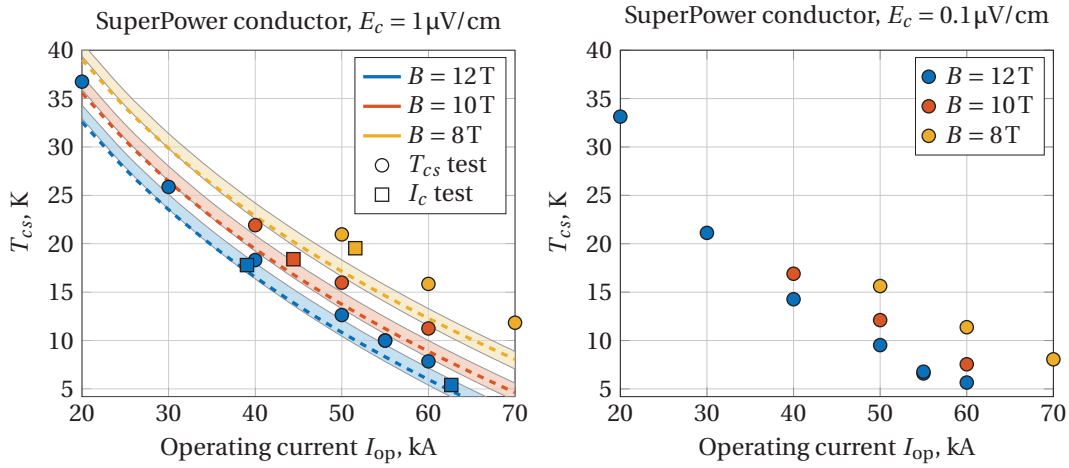 SuperPower conductor, E_c = 1 µV/cm
40
35
30
25
20
15
10
5
T_cs, K
20 30 40 50 60 70
Operating current I_op, kA
B = 12 T
B = 10 T
B = 8 T
T_cs test
I_c test
SuperPower conductor, E_c = 0.1 µV/cm
40
35
30
25
20
15
10
5
T_cs, K
20 30 40 50 60 70
Operating current I_op, kA
B = 12 T
B = 10 T
B = 8 T